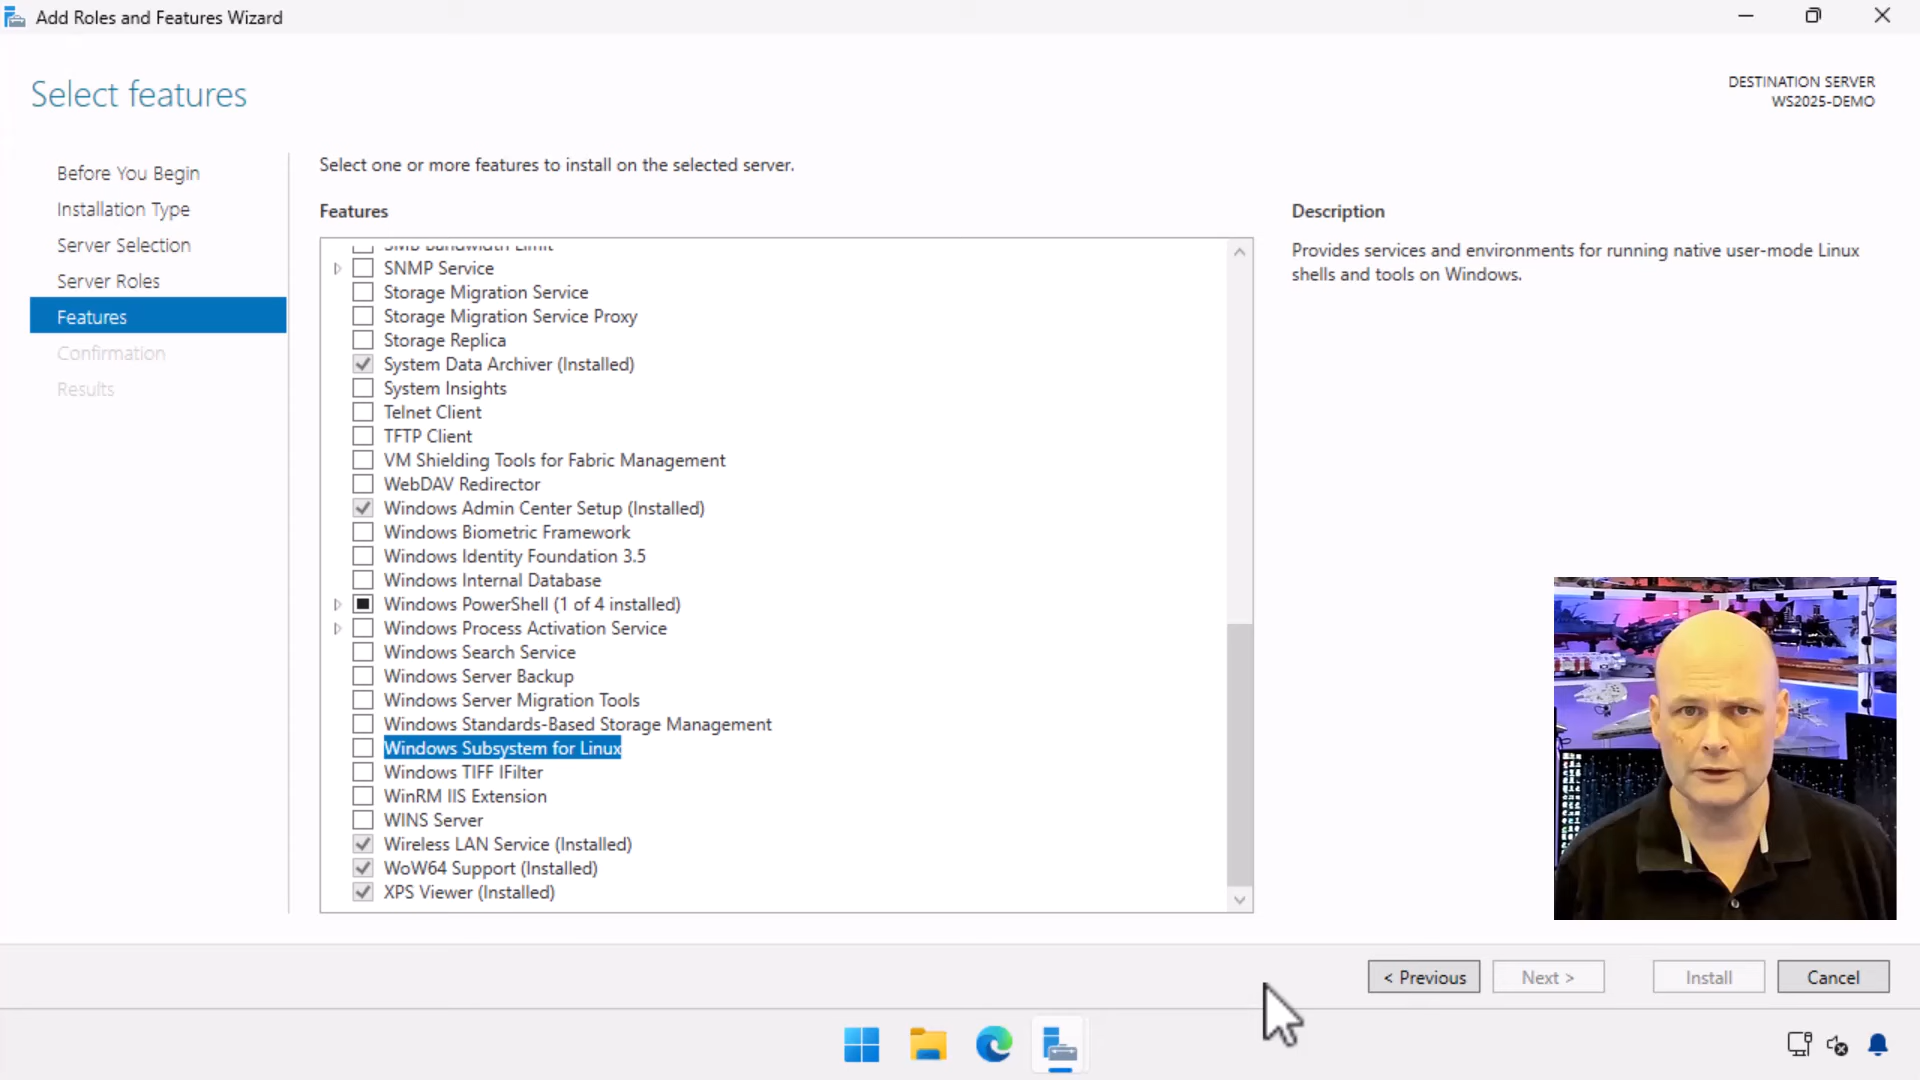 Add Roles and Features Wizard
Select features
DESTINATION SERVER
WS2025-DEMO
Before You Begin
Installation Type
Server Selection
Server Roles
Features
Confirmation
Results
Select one or more features to install on the selected server.
Features
SMB Bandwidth Limit
SNMP Service
Storage Migration Service
Storage Migration Service Proxy
Storage Replica
System Data Archiver (Installed)
System Insights
Telnet Client
TFTP Client
VM Shielding Tools for Fabric Management
WebDAV Redirector
Windows Admin Center Setup (Installed)
Windows Biometric Framework
Windows Identity Foundation 3.5
Windows Internal Database
Windows PowerShell (1 of 4 installed)
Windows Process Activation Service
Windows Search Service
Windows Server Backup
Windows Server Migration Tools
Windows Standards-Based Storage Management
Windows Subsystem for Linux
Windows TIFF IFilter
WinRM IIS Extension
WINS Server
Wireless LAN Service (Installed)
WoW64 Support (Installed)
XPS Viewer (Installed)
Description
Provides services and environments for running native user-mode Linux
shells and tools on Windows.
< Previous
Next >
Install
Cancel